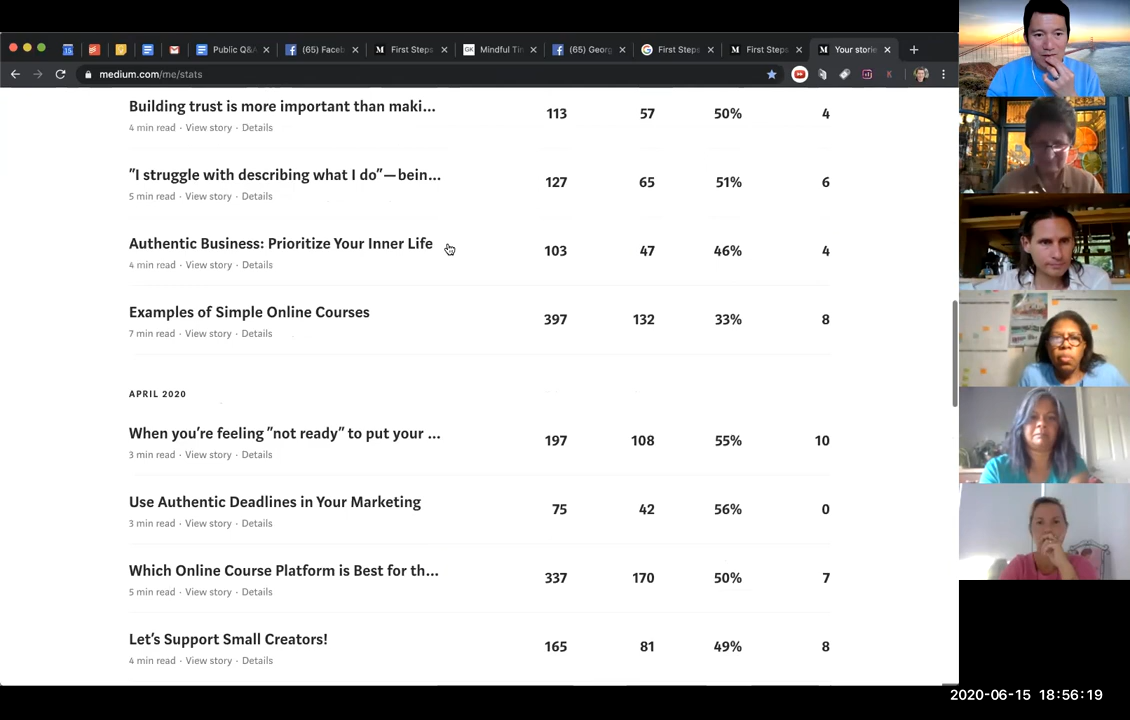 15
Public Q&A
(65) Faceb
First Steps
GK
Mindful Tin
(65) Georg
First Steps
First Steps
Your storie
medium.com/me/stats
K
Building trust is more important than maki... 113 57 50% 4
4 min read · View story · Details
"I struggle with describing what I do" — bein... 127 65 51% 6
5 min read · View story · Details
Authentic Business: Prioritize Your Inner Life 103 47 46% 4
4 min read · View story · Details
Examples of Simple Online Courses 397 132 33% 8
7 min read · View story · Details
APRIL 2020
When you're feeling "not ready" to put your ... 197 108 55% 10
3 min read · View story · Details
Use Authentic Deadlines in Your Marketing 75 42 56% 0
3 min read · View story · Details
Which Online Course Platform is Best for th... 337 170 50% 7
5 min read · View story · Details
Let's Support Small Creators! 165 81 49% 8
4 min read · View story · Details
2020-06-15 18:56:19